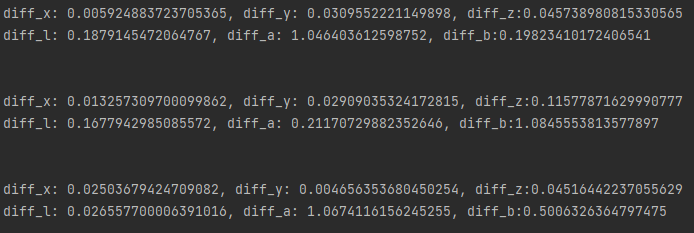 diff_x: 0.005924883723705365, diff_y: 0.0309552221149898, diff_z:0.045738980815330565
diff_l: 0.1879145472064767, diff_a: 1.046403612598752, diff_b:0.19823410172406541
diff_x: 0.013257309700099862, diff_y: 0.02909035324172815, diff_z:0.11577871629990777
diff_l: 0.1677942985085572, diff_a: 0.21170729882352646, diff_b:1.0845553813577897
diff_x: 0.02503679424709082, diff_y: 0.004656353680450254, diff_z:0.04516442237055629
diff_l: 0.026557700006391016, diff_a: 1.0674116156245255, diff_b:0.5006326364797475